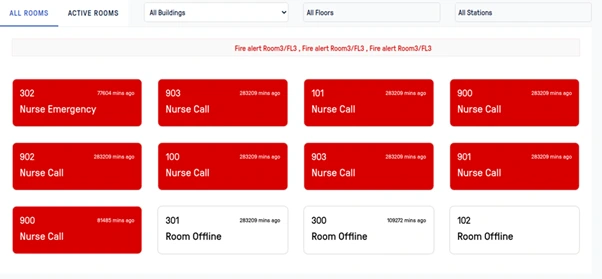 ALL ROOMS ACTIVE ROOMS All Buildings All Floors All Stations
Fire alert Room3/FL3 , Fire alert Room3/FL3 , Fire alert Room3/FL3
302 77604 mins ago
Nurse Emergency
903 283209 mins ago
Nurse Call
101 283209 mins ago
Nurse Call
900 283209 mins ago
Nurse Call
902 283209 mins ago
Nurse Call
100 283209 mins ago
Nurse Call
903 283209 mins ago
Nurse Call
901 283209 mins ago
Nurse Call
900 81485 mins ago
Nurse Call
301 283209 mins ago
Room Offline
300 109272 mins ago
Room Offline
102
Room Offline